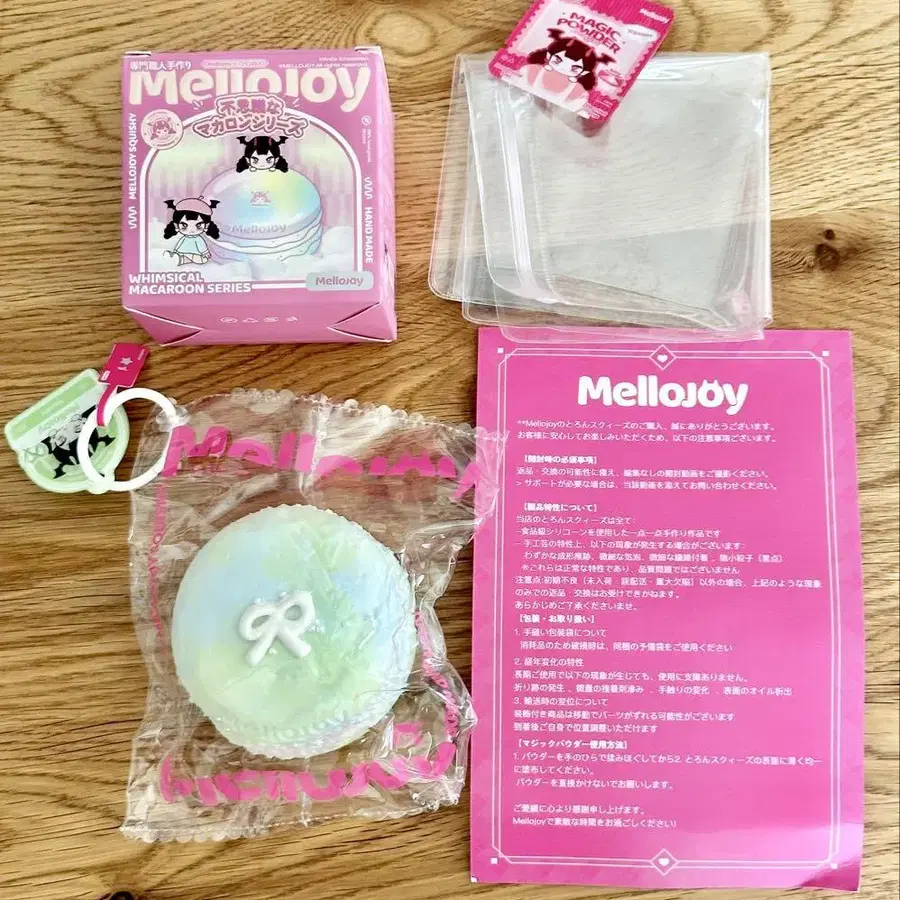 専門職人手作り
MelloJoy
不思議な
マカロンシリーズ
MELLOJOY SQUISHY
HAND MADE
MelloJoy
WHIMSICAL
MACAROON SERIES
MelloJoy
MelloJoy
MAGIC
POWDER
MelloJoy
MelloJoy
**Mellojoyのとろんスクィーズのご購入、誠にありがとうございます。
お客様に安心してお楽しみいただくため、以下の注意事項ございます。
【開封時の必須事項】
返品・交換の可能性に備え、編集なしの開封動画をご撮影ください。
> サポートが必要な場合は、当該動画を添えてお問い合わせください。
【製品特性について】
当店のとろんスクィーズは全て:
—食品級シリコーンを使用した一点一点手作り作品です
— 手工芸の特性上、以下の現象が発生する場合がございます:
わずかな成形痕跡、微細な気泡、微細な繊維付着、微小粒子（黒点）
※これらは正常な特性であり、品質問題ではございません
注意点:初期不良［未入荷・誤配送・重大欠陥］以外の場合、上記のような現象
のみでの返品・交換はお受けできかねます。
あらかじめご了承くださいませ。
【包装・お取り扱い】
1. 手縫い包装袋について
消耗品のため破損時は、同梱の予備袋をご使用ください
2. 経年変化の特性
長期ご使用で以下の現象が生じても、使用に支障ありません。
折り跡の発生 、微量の接着剤滲み 、手触りの変化 、表面のオイル析出
3. 輸送時の変位について
装飾付き商品は移動でパーツがずれる可能性がございます
到着後ご自身で位置調整いただけます
【マジックパウダー使用方法】
1. パウダーを手のひらで揉みほぐしてから2. とろんスクィーズの表面に薄く均一
に塗布してください。
パウダーを直接かけないでお願いします。
ご愛顧に心より感謝申し上げます。
Mellojoyで素敵な時間をお過ごしください!